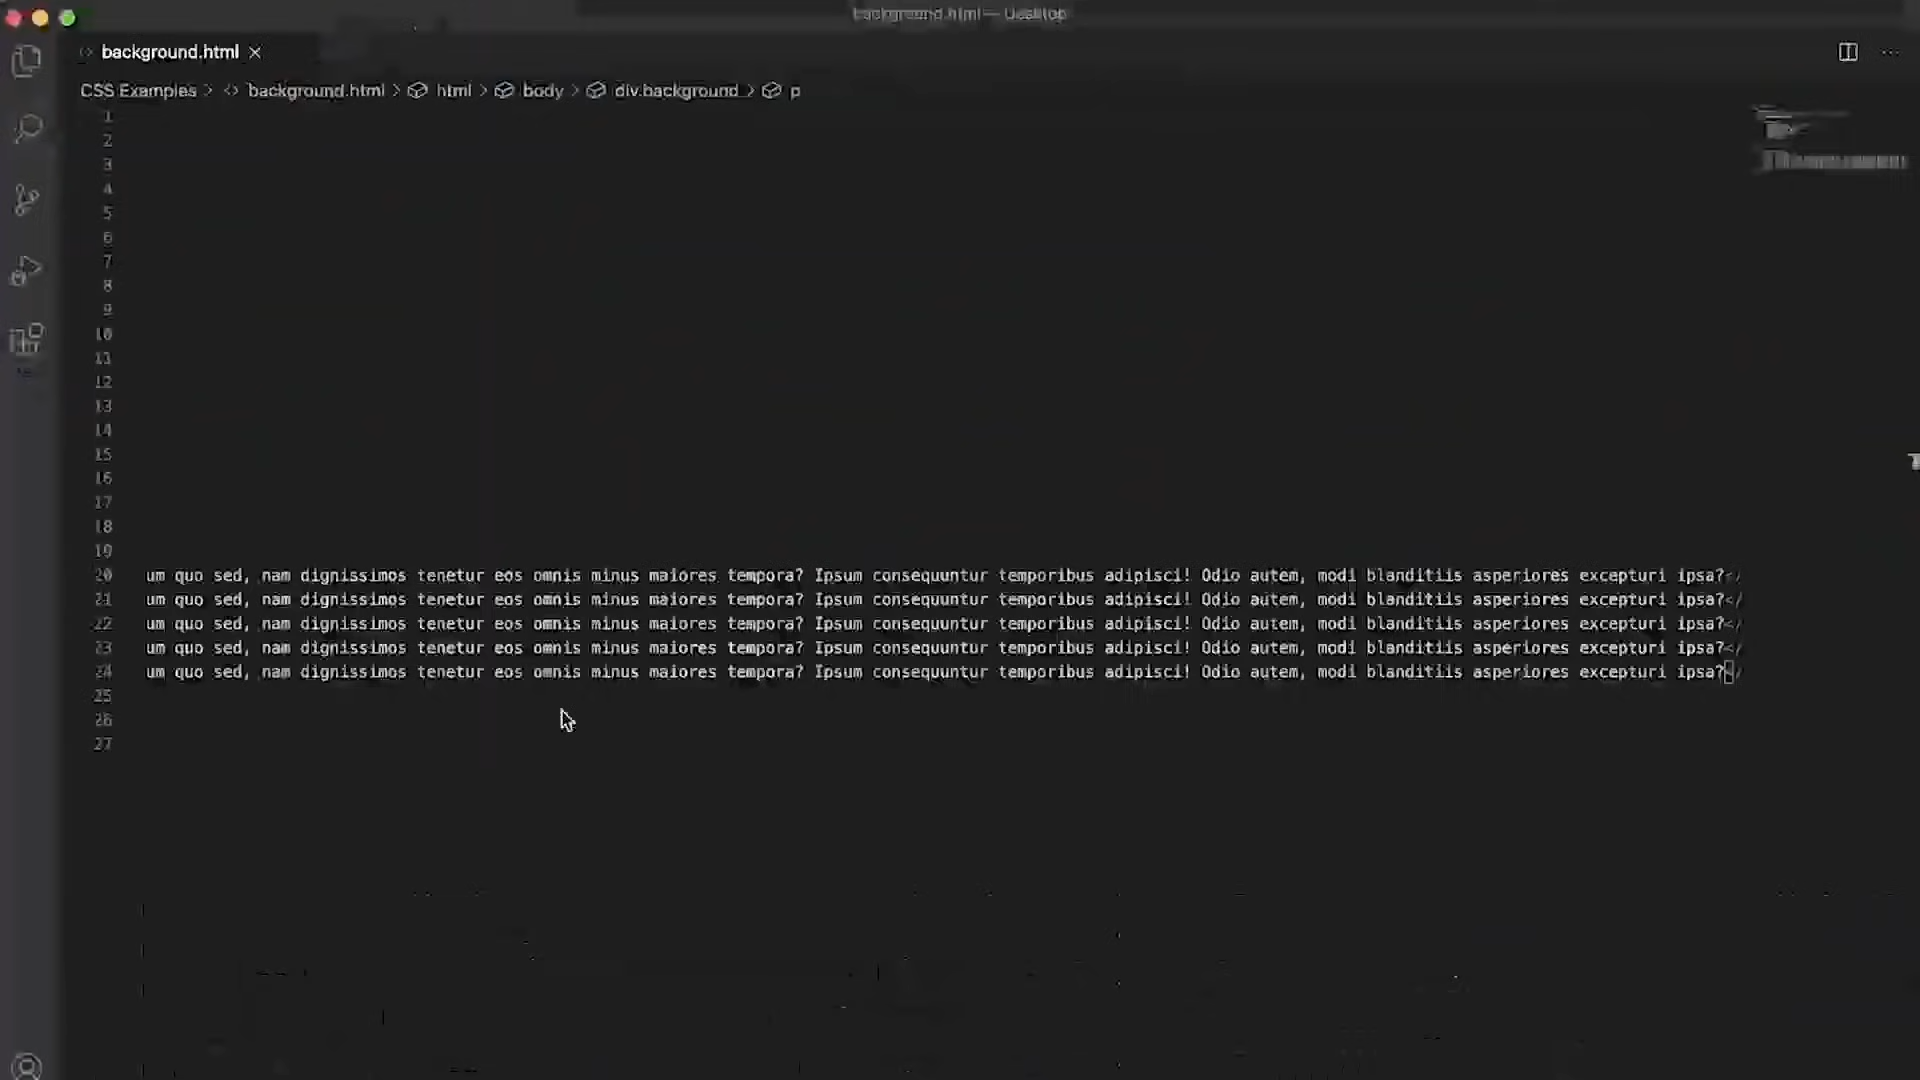 background.html — Desktop
background.html
CSS Examples > background.html > html > body > div.background > p
1
2
3
4
5
6
7
8
9
10
11
12
13
14
15
16
17
18
19
20 um quo sed, nam dignissimos tenetur eos omnis minus maiores tempora? Ipsum consequuntur temporibus adipisci! Odio autem, modi blanditiis asperiores excepturi ipsa?</
21 um quo sed, nam dignissimos tenetur eos omnis minus maiores tempora? Ipsum consequuntur temporibus adipisci! Odio autem, modi blanditiis asperiores excepturi ipsa?</
22 um quo sed, nam dignissimos tenetur eos omnis minus maiores tempora? Ipsum consequuntur temporibus adipisci! Odio autem, modi blanditiis asperiores excepturi ipsa?</
23 um quo sed, nam dignissimos tenetur eos omnis minus maiores tempora? Ipsum consequuntur temporibus adipisci! Odio autem, modi blanditiis asperiores excepturi ipsa?</
24 um quo sed, nam dignissimos tenetur eos omnis minus maiores tempora? Ipsum consequuntur temporibus adipisci! Odio autem, modi blanditiis asperiores excepturi ipsa?</
25
26
27